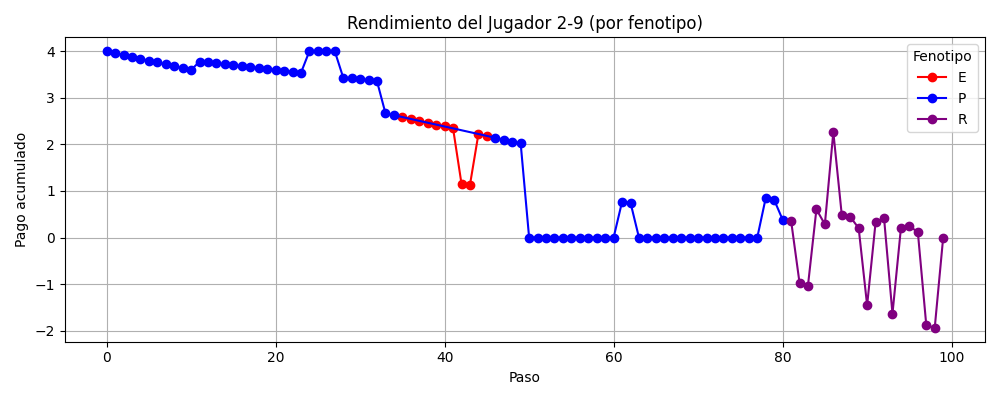 Rendimiento del Jugador 2-9 (por fenotipo)
Pago acumulado
4
3
2
1
0
−1
−2
Fenotipo
E
P
R
0 20 40 60 80 100
Paso